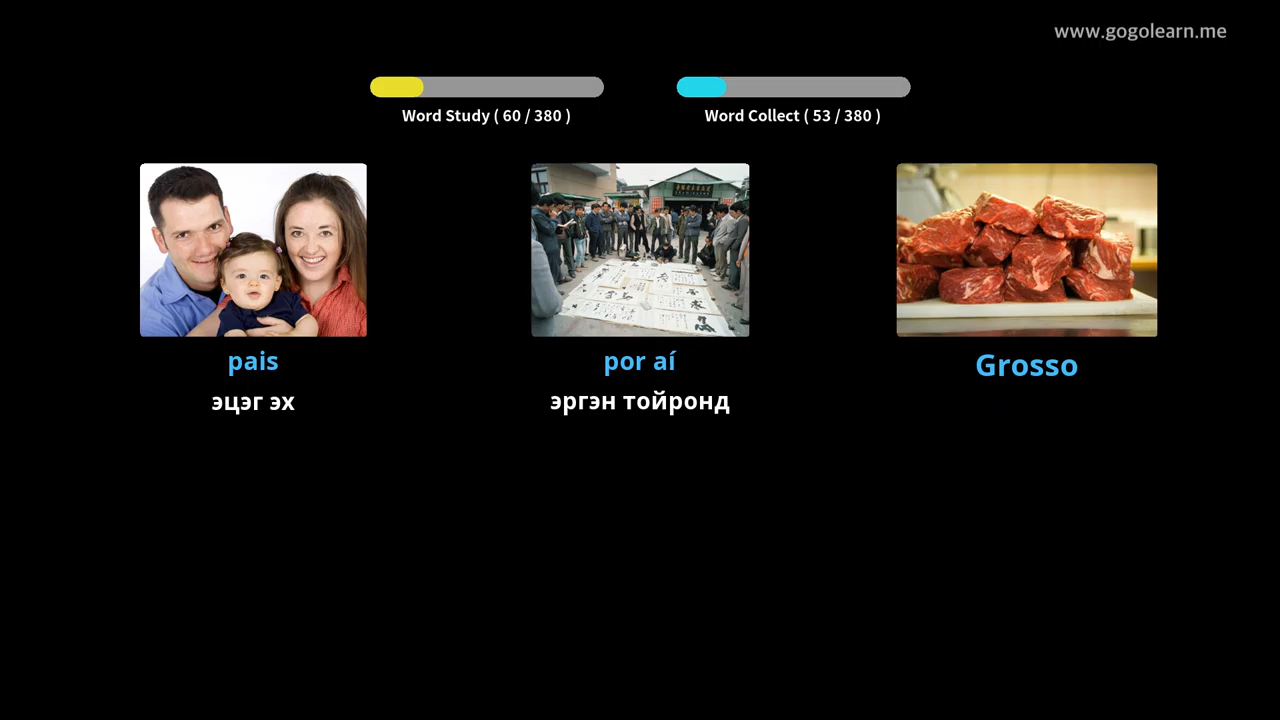 www.gogolearn.me
Word Study ( 60 / 380 )
Word Collect ( 53 / 380 )
pais
por aí
Grosso
эцэг эх
эргэн тойронд